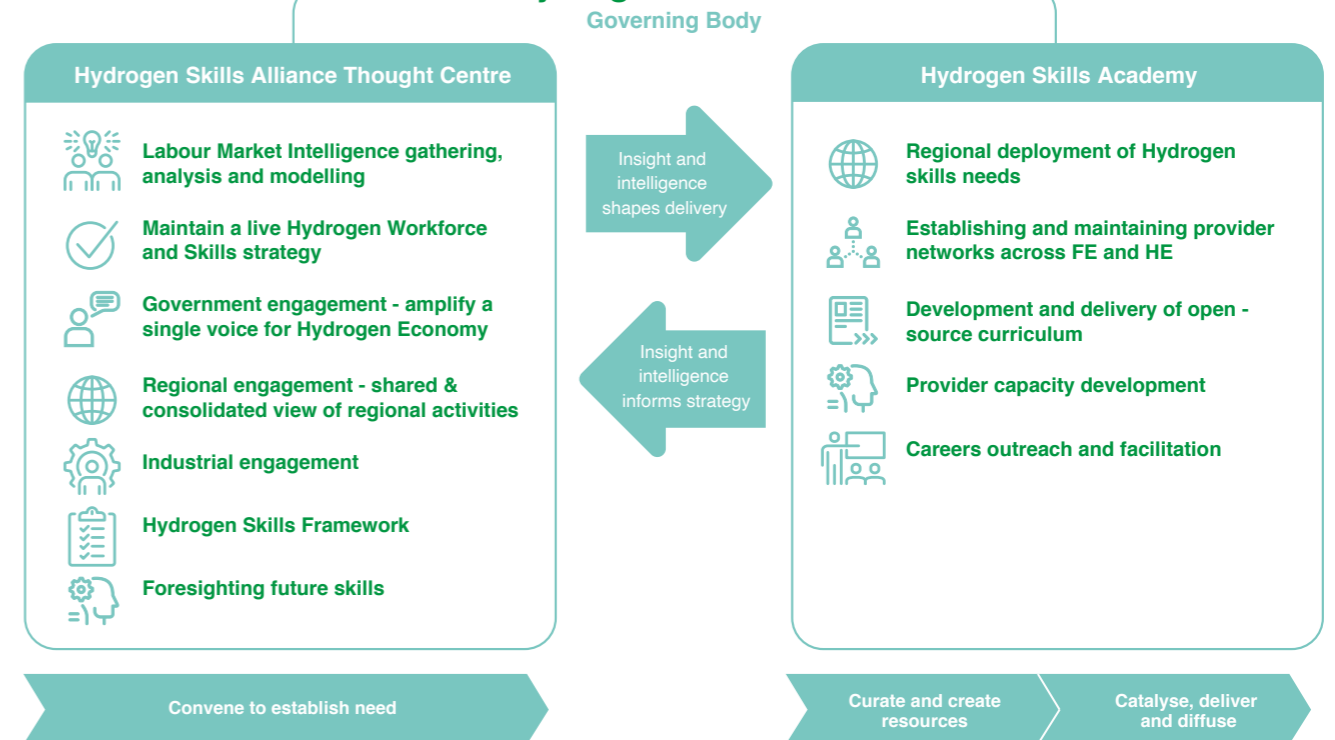 Governing Body
Hydrogen Skills Alliance Thought Centre
Labour Market Intelligence gathering,
analysis and modelling
Maintain a live Hydrogen Workforce
and Skills strategy
Government engagement - amplify a
single voice for Hydrogen Economy
Regional engagement - shared &
consolidated view of regional activities
Industrial engagement
Hydrogen Skills Framework
Foresighting future skills
Convene to establish need
Insight and
intelligence
shapes delivery
Insight and
intelligence
informs strategy
Hydrogen Skills Academy
Regional deployment of Hydrogen
skills needs
Establishing and maintaining provider
networks across FE and HE
Development and delivery of open -
source curriculum
Provider capacity development
Careers outreach and facilitation
Curate and create
resources
Catalyse, deliver
and diffuse